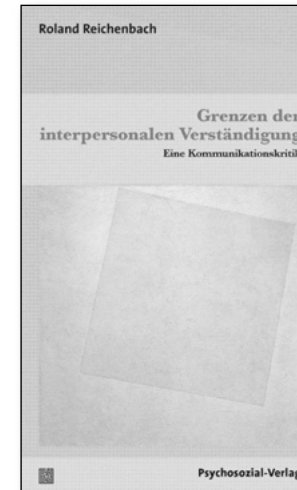 Roland Reichenbach
Grenzen der
interpersonalen Verständigung
Eine Kommunikationskritik
Psychosozial-Verlag